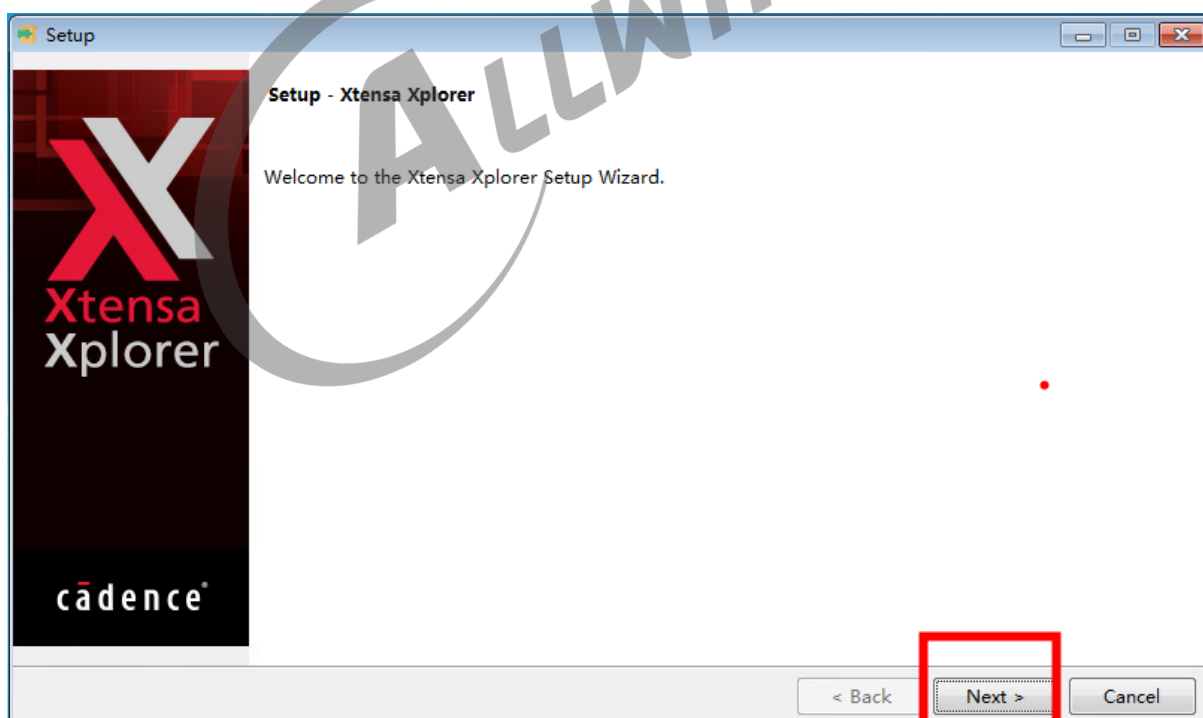 Setup
Setup - Xtensa Xplorer
Welcome to the Xtensa Xplorer Setup Wizard.
Xtensa
Xplorer
cādence®
< Back
Next >
Cancel